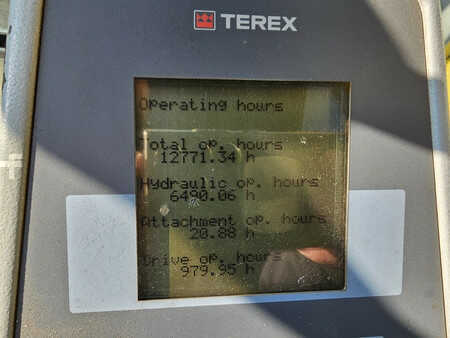 TEREX
Operating hours
Total op. hours
12771.34 h
Hydraulic op. hours
6490.06 h
Attachment op. hours
20.88 h
Drive op. hours
979.95 h